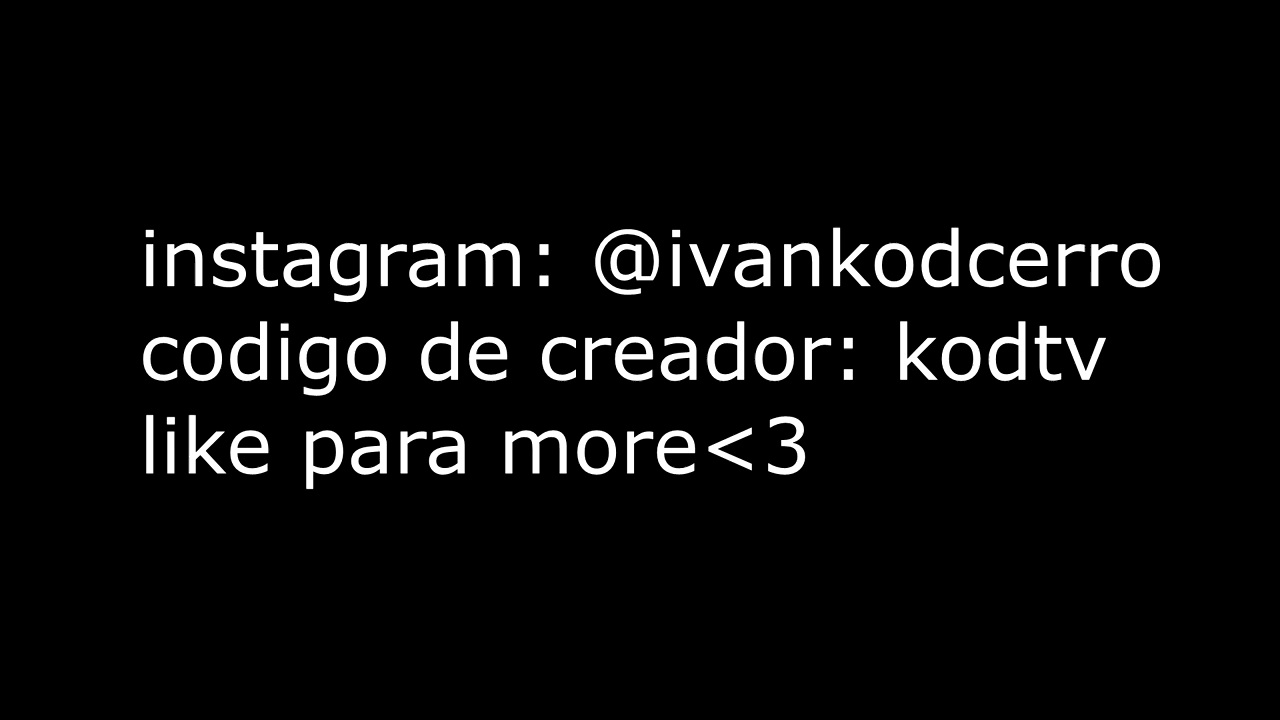 instagram: @ivankodcerro
codigo de creador: kodtv
like para more<3